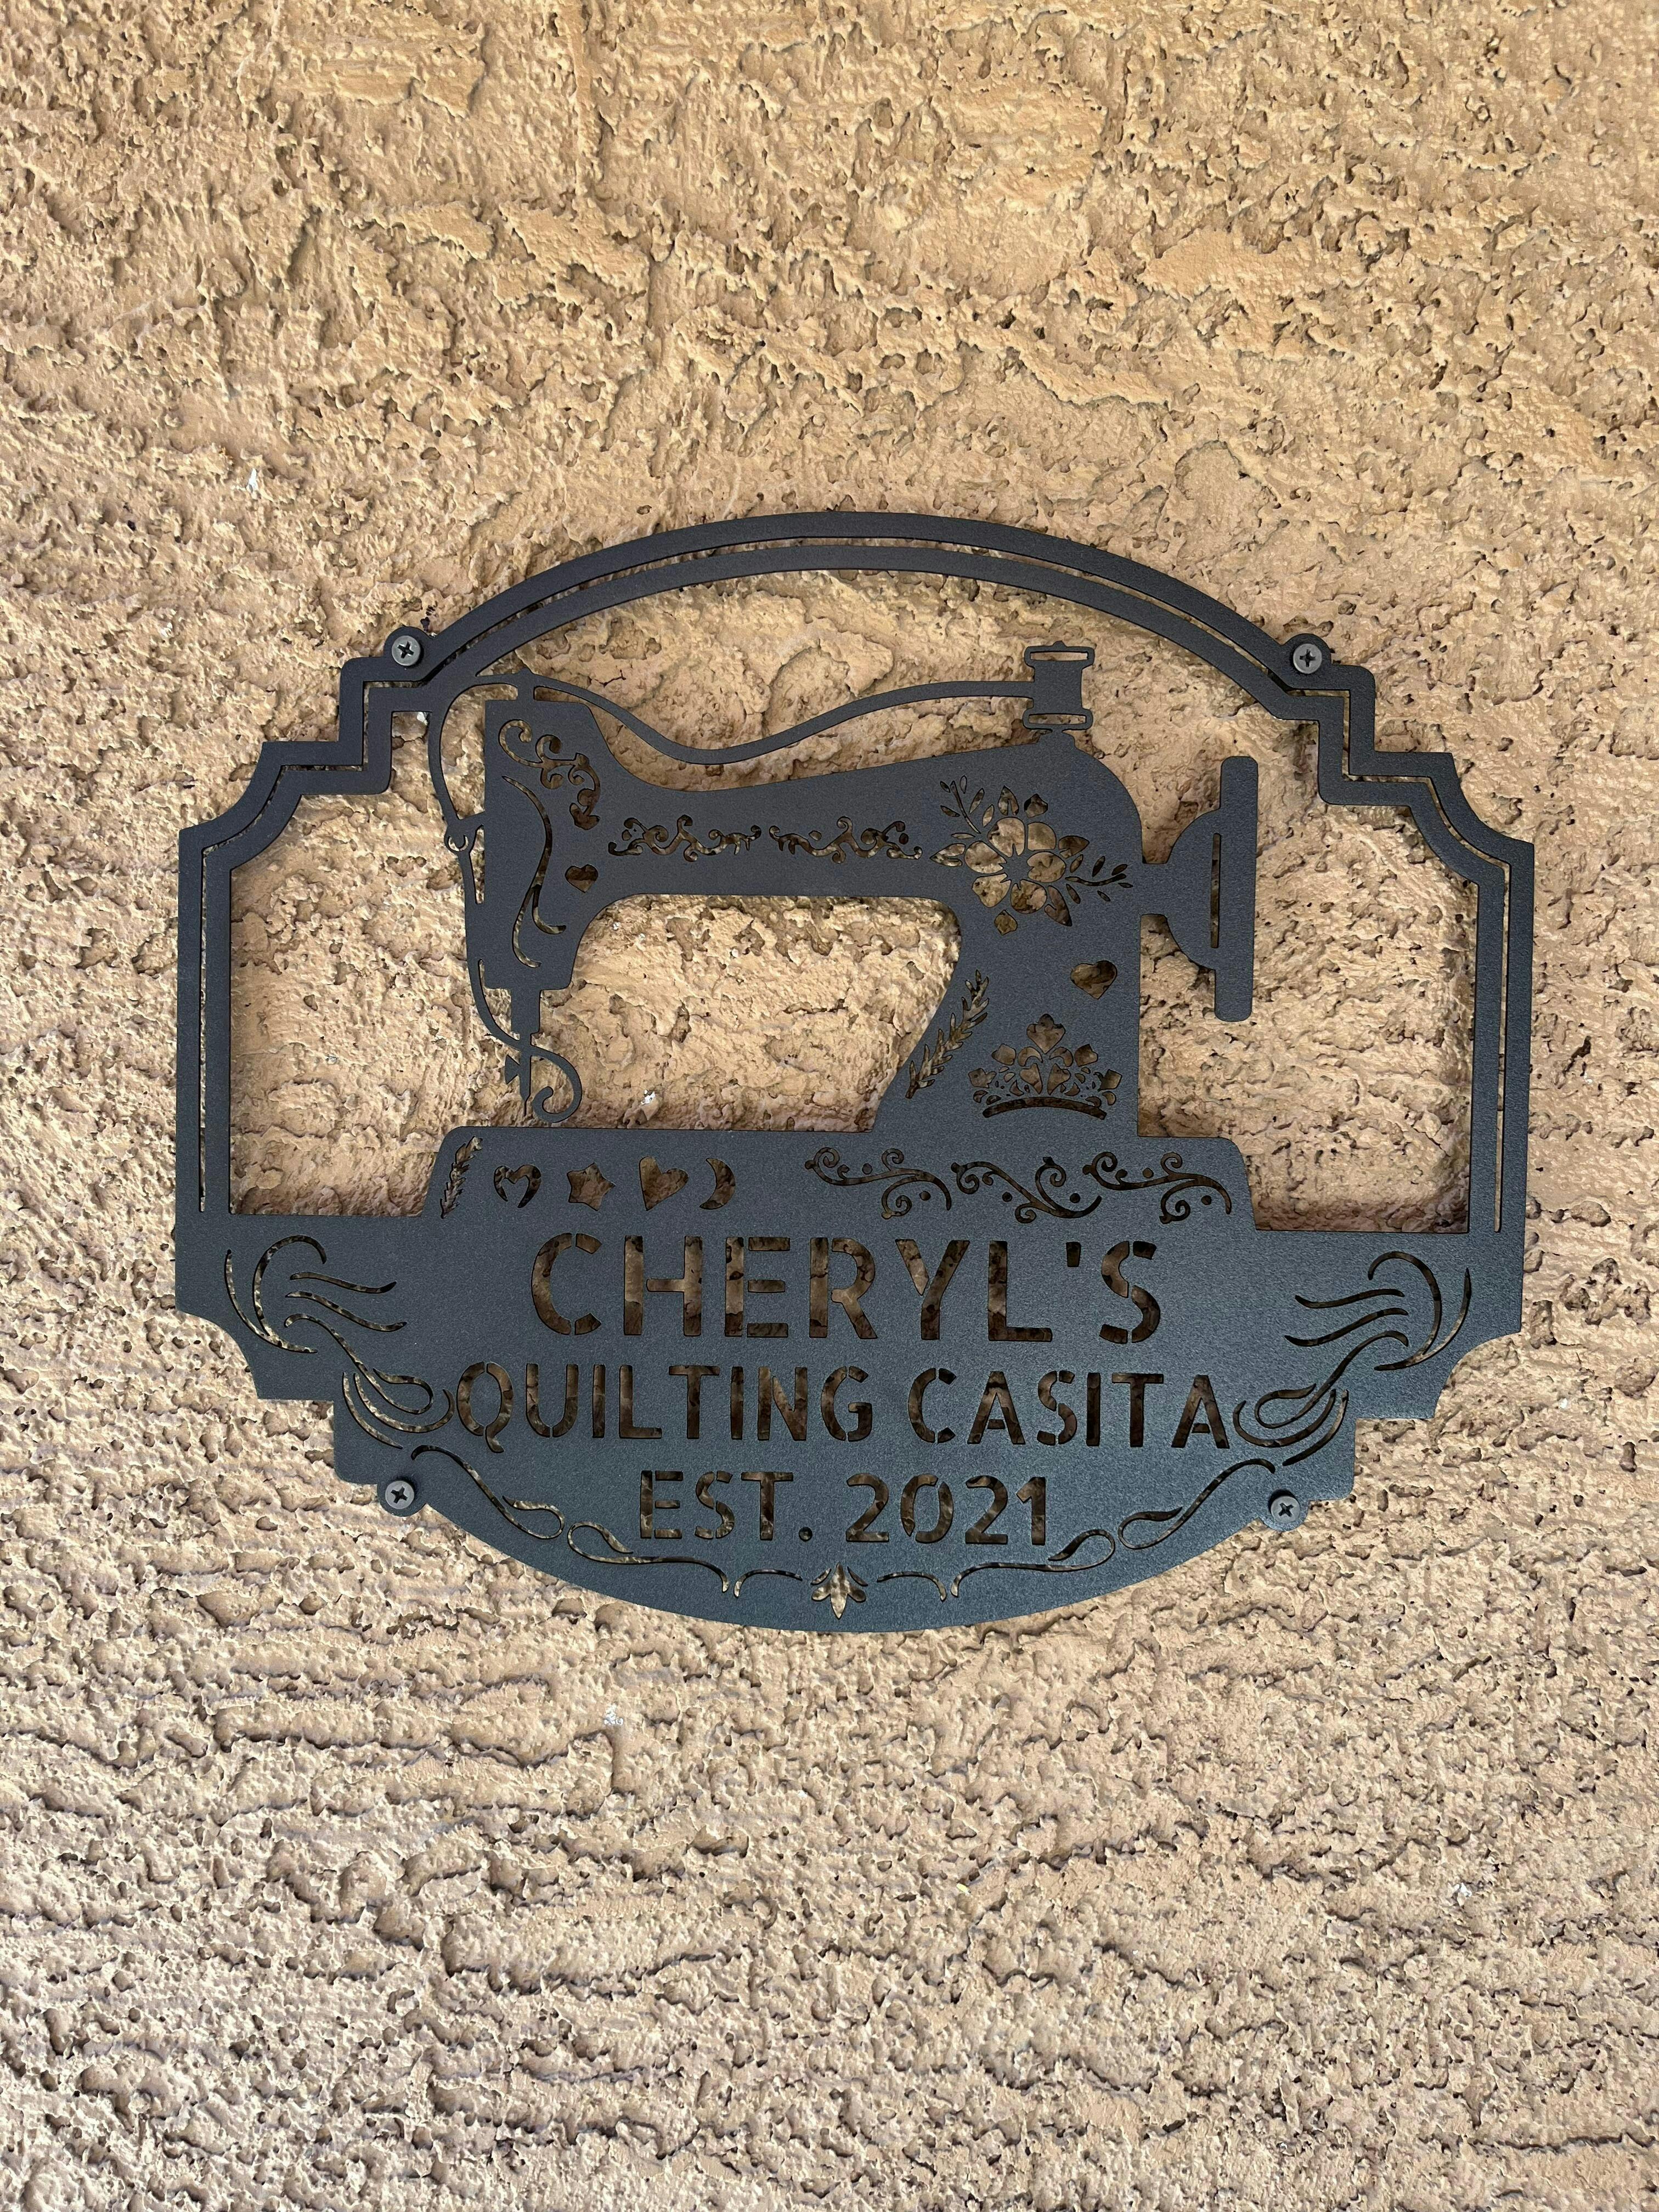 CHERYL'S
QUILTING CASITA
EST. 2021